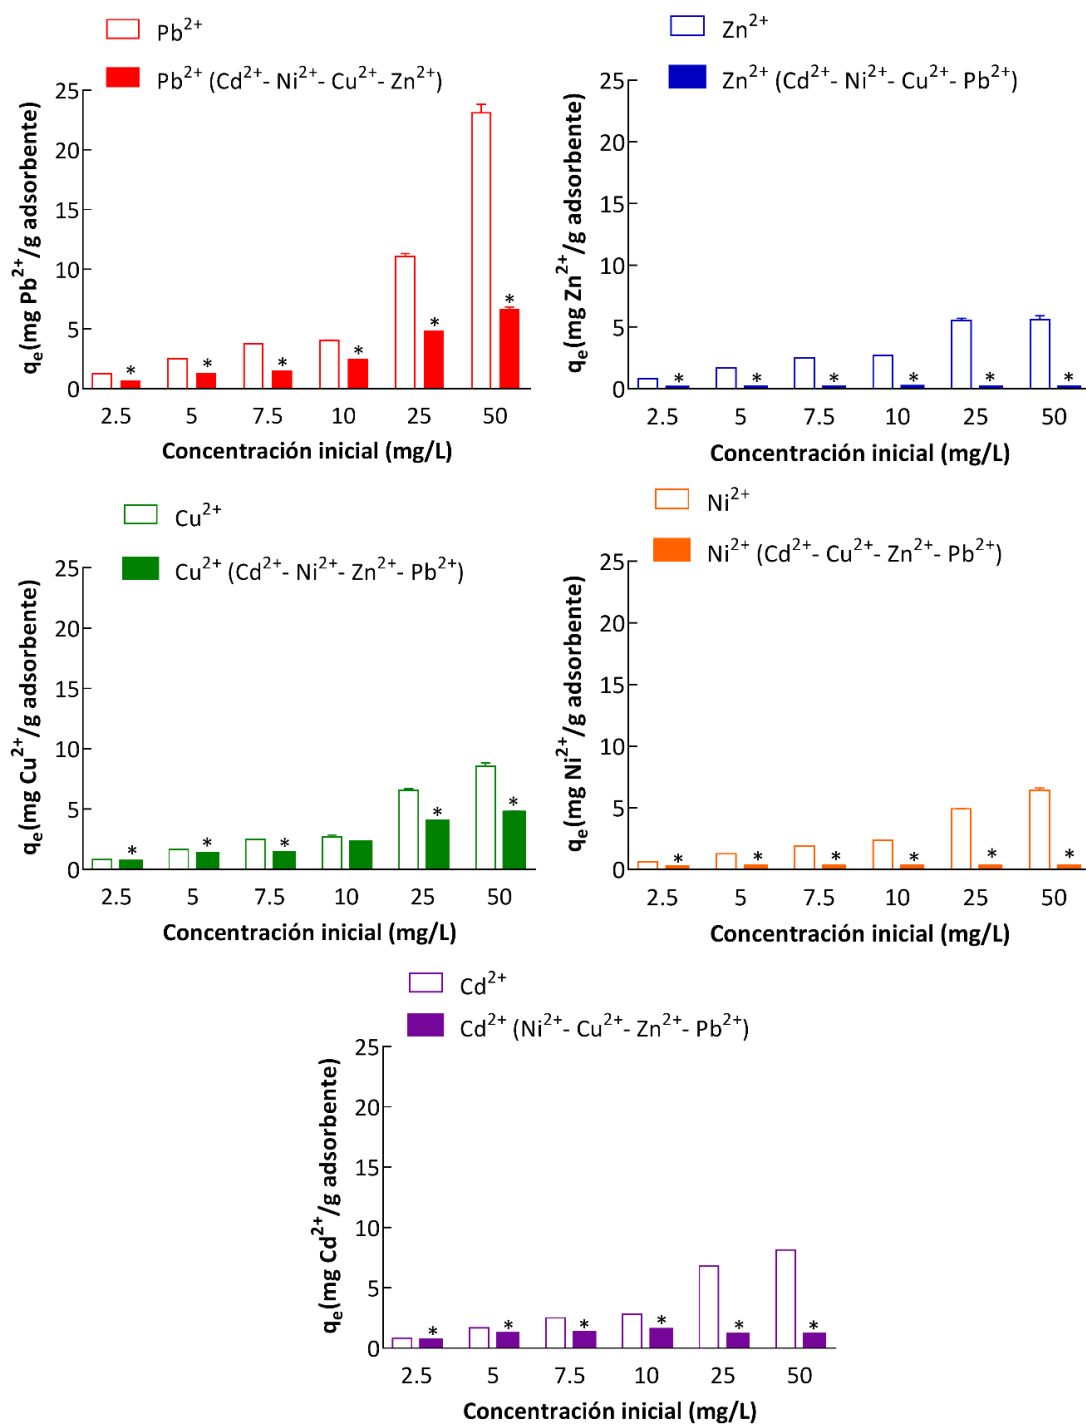 Pb²⁺
Pb²⁺ (Cd²⁺- Ni²⁺- Cu²⁺- Zn²⁺)
qₑ(mg Pb²⁺/g adsorbente)
25
20
15
10
5
0
* * * * * *
2.5 5 7.5 10 25 50
Concentración inicial (mg/L)
Zn²⁺
Zn²⁺ (Cd²⁺- Ni²⁺- Cu²⁺- Pb²⁺)
qₑ(mg Zn²⁺/g adsorbente)
25
20
15
10
5
0
* * * * * *
2.5 5 7.5 10 25 50
Concentración inicial (mg/L)
Cu²⁺
Cu²⁺ (Cd²⁺- Ni²⁺- Zn²⁺- Pb²⁺)
qₑ(mg Cu²⁺/g adsorbente)
25
20
15
10
5
0
* * * * *
2.5 5 7.5 10 25 50
Concentración inicial (mg/L)
Ni²⁺
Ni²⁺ (Cd²⁺- Cu²⁺- Zn²⁺- Pb²⁺)
qₑ(mg Ni²⁺/g adsorbente)
25
20
15
10
5
0
* * * * * *
2.5 5 7.5 10 25 50
Concentración inicial (mg/L)
Cd²⁺
Cd²⁺ (Ni²⁺- Cu²⁺- Zn²⁺- Pb²⁺)
qₑ(mg Cd²⁺/g adsorbente)
25
20
15
10
5
0
* * * * * *
2.5 5 7.5 10 25 50
Concentración inicial (mg/L)